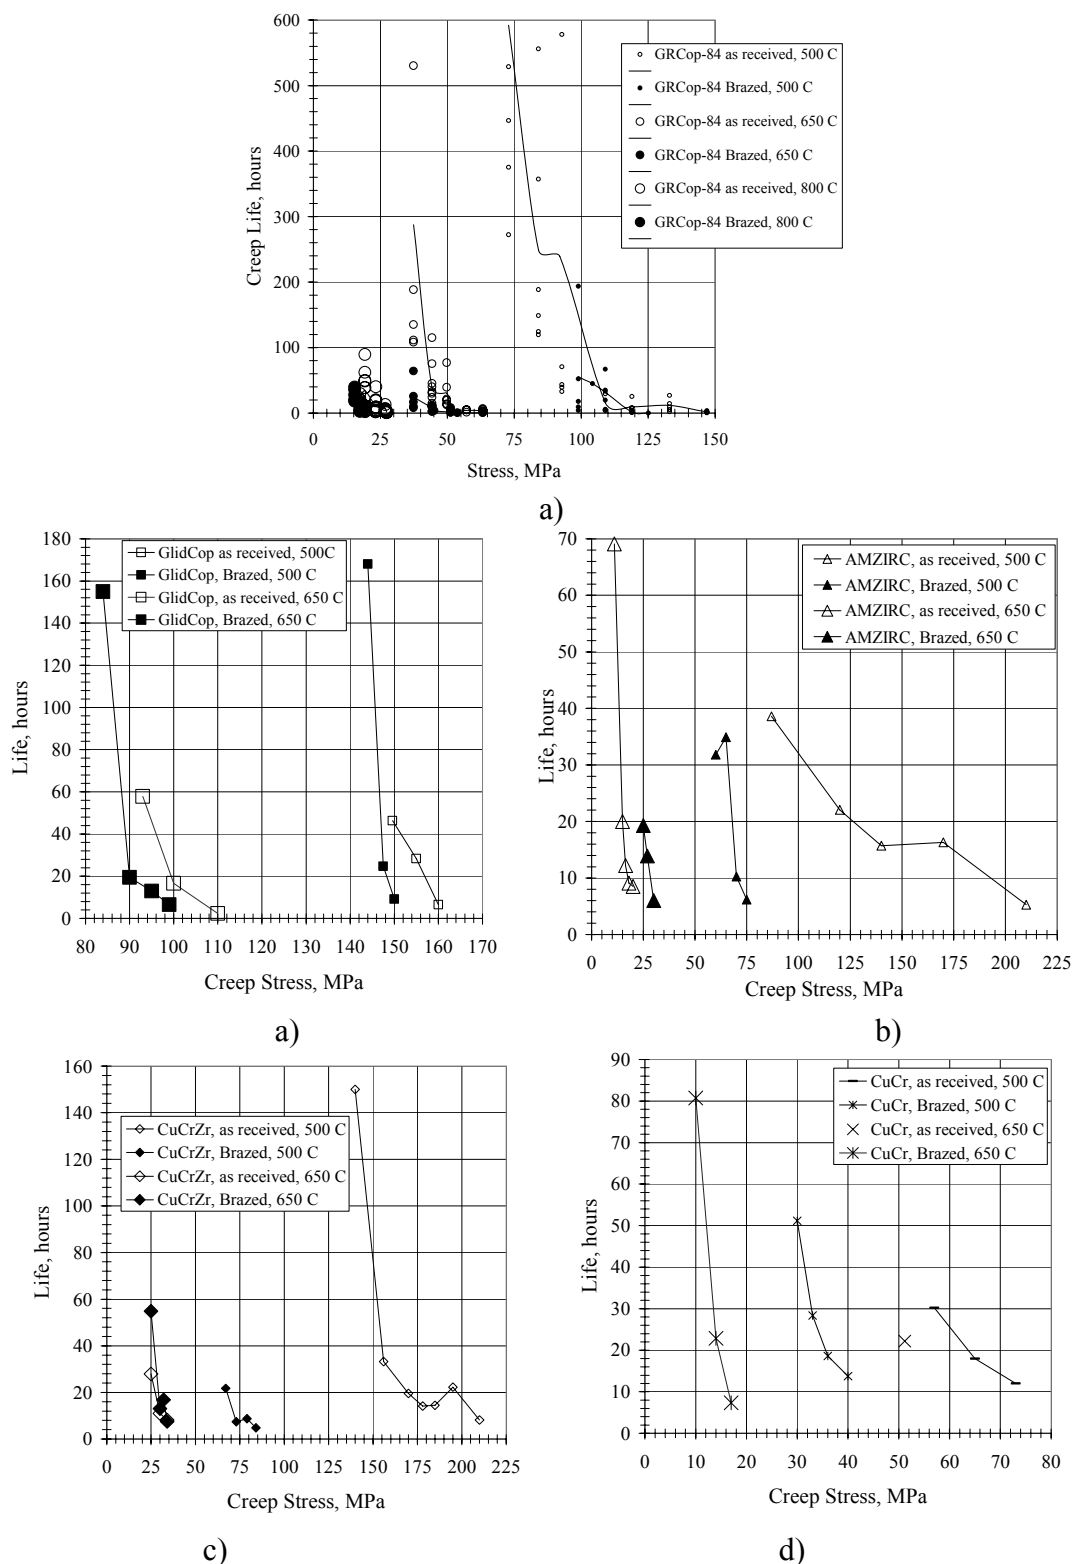 600
500
400
300
200
100
0
Creep Life, hours
GRCop-84 as received, 500 C
GRCop-84 Brazed, 500 C
GRCop-84 as received, 650 C
GRCop-84 Brazed, 650 C
GRCop-84 as received, 800 C
GRCop-84 Brazed, 800 C
0 25 50 75 100 125 150
Stress, MPa
a)
180
160
140
120
100
80
60
40
20
0
Life, hours
GlidCop as received, 500C
GlidCop, Brazed, 500 C
GlidCop, as received, 650 C
GlidCop, Brazed, 650 C
80 90 100 110 120 130 140 150 160 170
Creep Stress, MPa
a)
70
60
50
40
30
20
10
0
Life, hours
AMZIRC, as received, 500 C
AMZIRC, Brazed, 500 C
AMZIRC, as received, 650 C
AMZIRC, Brazed, 650 C
0 25 50 75 100 125 150 175 200 225
Creep Stress, MPa
b)
160
140
120
100
80
60
40
20
0
Life, hours
CuCrZr, as received, 500 C
CuCrZr, Brazed, 500 C
CuCrZr, as received, 650 C
CuCrZr, Brazed, 650 C
0 25 50 75 100 125 150 175 200 225
Creep Stress, MPa
c)
90
80
70
60
50
40
30
20
10
0
Life, hours
CuCr, as received, 500 C
CuCr, Brazed, 500 C
CuCr, as received, 650 C
CuCr, Brazed, 650 C
0 10 20 30 40 50 60 70 80
Creep Stress, MPa
d)